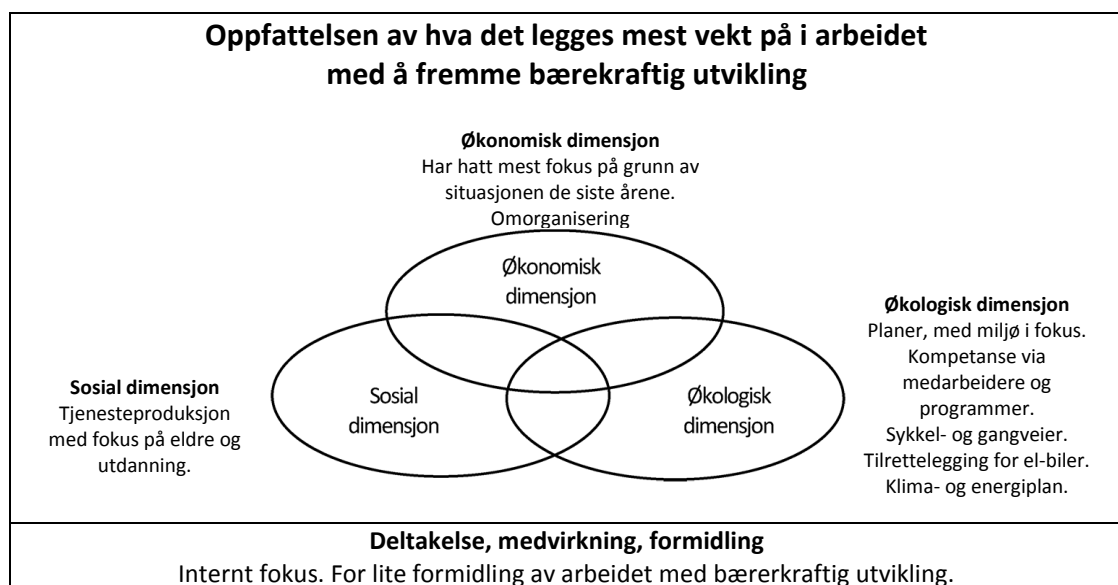 Oppfattelsen av hva det legges mest vekt på i arbeidet
med å fremme bærekraftig utvikling
Økonomisk dimensjon
Har hatt mest fokus på grunn av
situasjonen de siste årene.
Omorganisering
Økonomisk
dimensjon
Sosial dimensjon
Tjenesteproduksjon
med fokus på eldre og
utdanning.
Sosial
dimensjon
Økologisk
dimensjon
Økologisk dimensjon
Planer, med miljø i fokus.
Kompetanse via
medarbeidere og
programmer.
Sykkel- og gangveier.
Tilrettelegging for el-biler.
Klima- og energiplan.
Deltakelse, medvirkning, formidling
Internt fokus. For lite formidling av arbeidet med bærerkraftig utvikling.